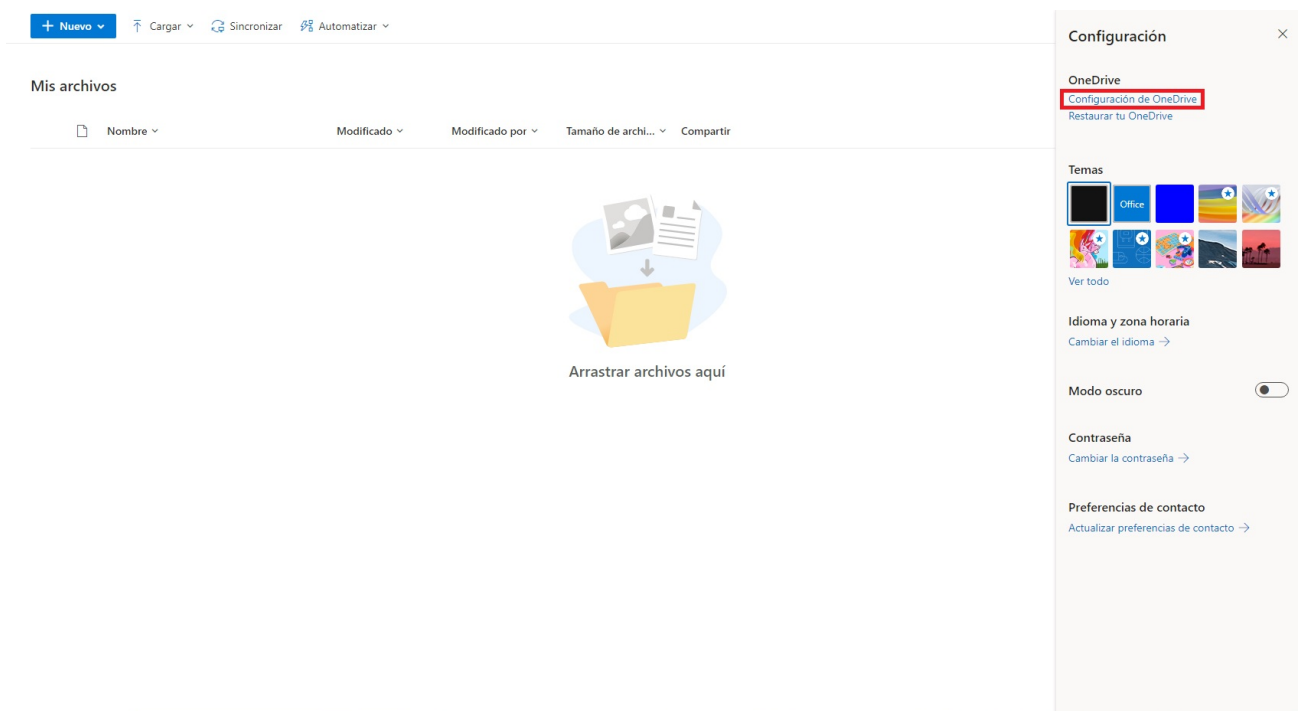 Nuevo Cargar Sincronizar Automatizar
Mis archivos
Nombre Modificado Modificado por Tamaño de archi... Compartir
Arrastrar archivos aquí
Configuración
OneDrive
Configuración de OneDrive
Restaurar tu OneDrive
Temas
Office
Ver todo
Idioma y zona horaria
Cambiar el idioma
Modo oscuro
Contraseña
Cambiar la contraseña
Preferencias de contacto
Actualizar preferencias de contacto